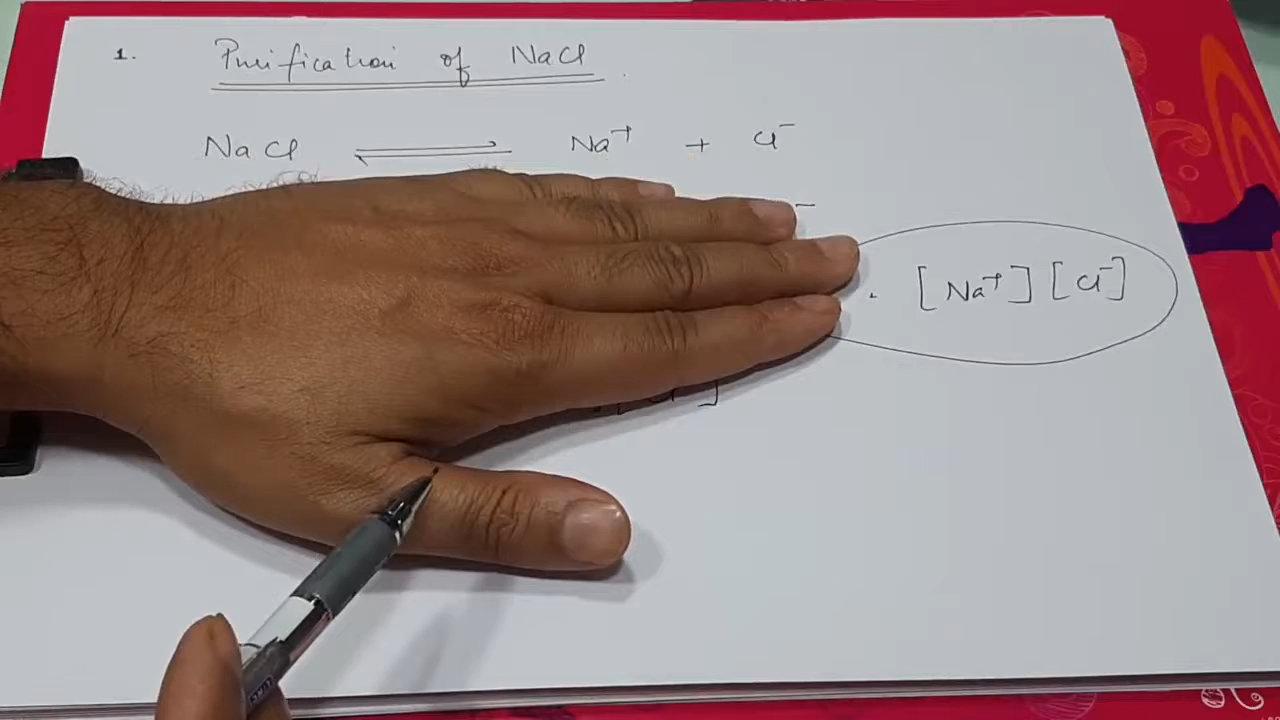 1. Purification of NaCl
NaCl ⇌ Na⁺ + Cl⁻
[Na⁺] [Cl⁻]